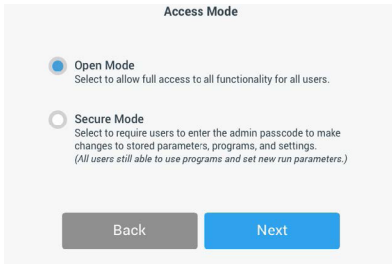 Access Mode
Open Mode
Select to allow full access to all functionality for all users.
Secure Mode
Select to require users to enter the admin passcode to make
changes to stored parameters, programs, and settings.
(All users still able to use programs and set new run parameters.)
Back
Next